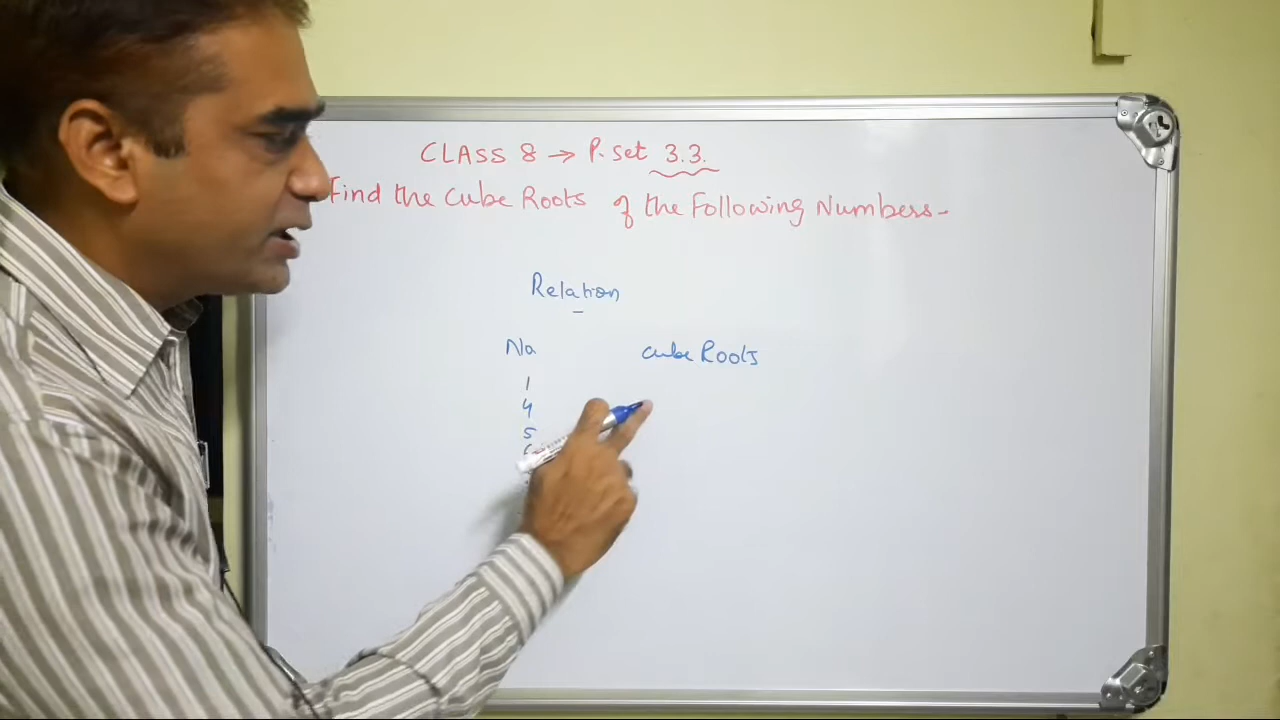 CLASS 8 → P. Set 3.3.
Find the Cube Roots of the Following Numbers-
Relation
No cube Roots
1
4
5
6